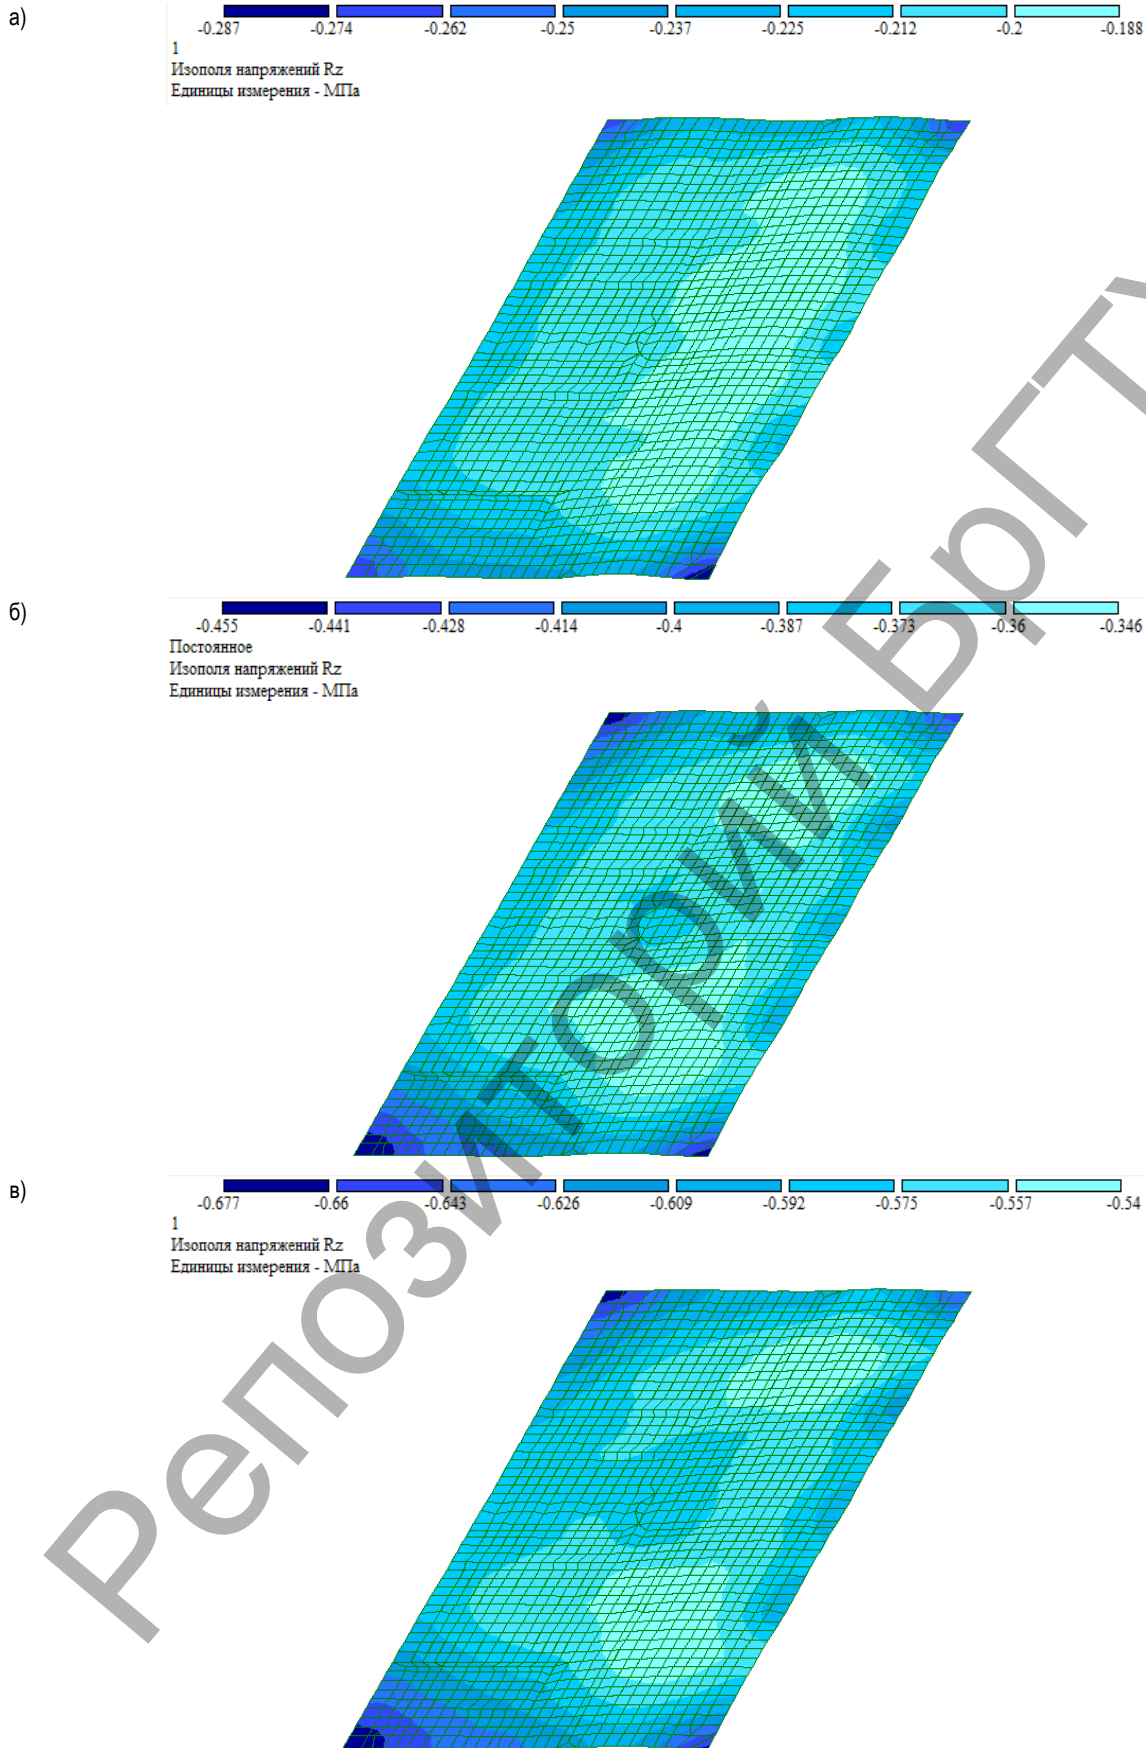 а)
-0.287 -0.274 -0.262 -0.25 -0.237 -0.225 -0.212 -0.2 -0.188
1
Изополя напряжений Rz
Единицы измерения - МПа
б)
-0.455 -0.441 -0.428 -0.414 -0.4 -0.387 -0.373 -0.36 -0.346
Постоянное
Изополя напряжений Rz
Единицы измерения - МПа
в)
-0.677 -0.66 -0.643 -0.626 -0.609 -0.592 -0.575 -0.557 -0.54
1
Изополя напряжений Rz
Единицы измерения - МПа
Репозиторий БрГТУ